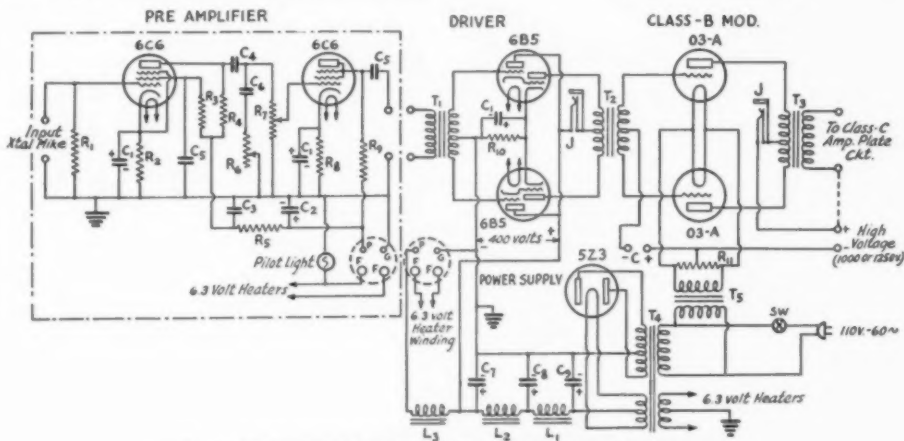 PRE AMPLIFIER
DRIVER
CLASS-B MOD.
6C6
6C6
6B5
03-A
C4
C5
C6
R3
R4
R7
Input
Xtal Mike
R1
C1
+
-
R2
C5
R6
C1
+
-
R8
R9
T1
C1
- +
R10
J
T2
J
T3
To Class-C
Amp. Plate
Ckt.
C3
- C2 +
R5
6B5
- 400 volts +
03-A
+ High
- Voltage
(1000 or 1250V)
-C+
R11
Pilot Light
P G
F F
P G
F F
6.3 Volt Heaters
6.3 volt
Heater
Winding
POWER SUPPLY
5Z3
T4
T5
SW
110V.-60~
C7
-
+
C8
-
+
C9
-
+
6.3 Volt Heaters
L3
L2
L1